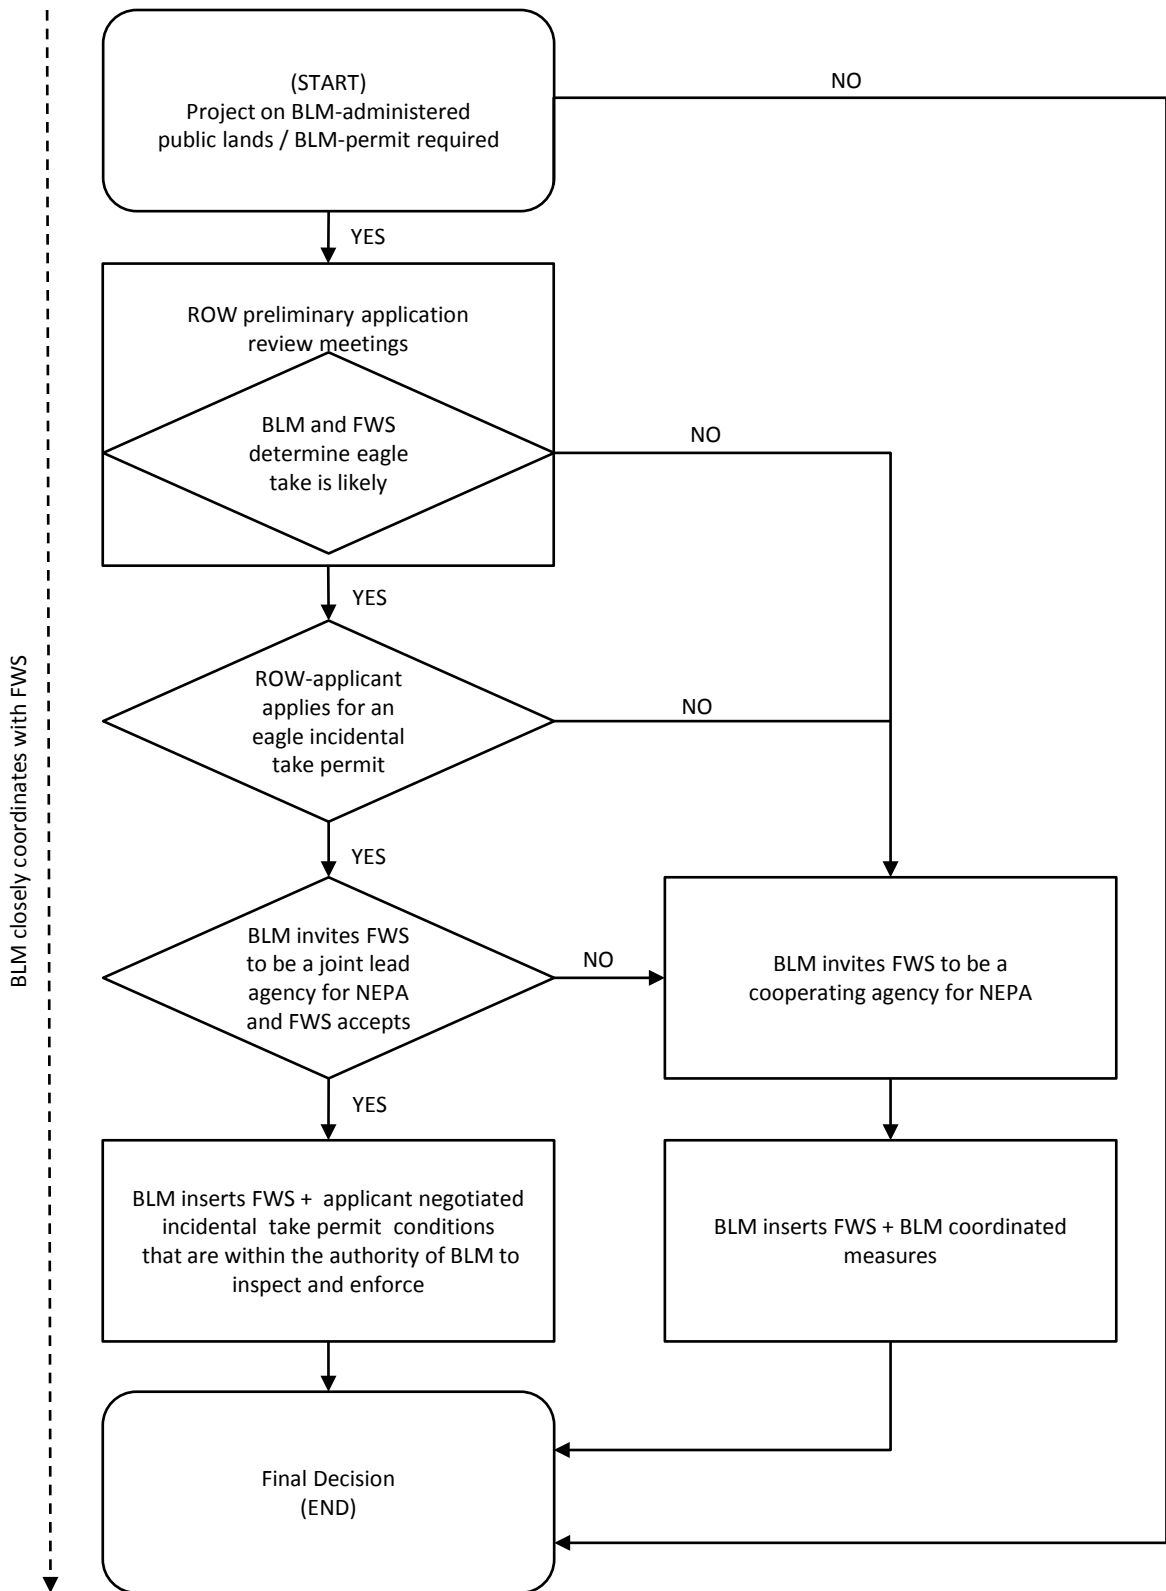 (START)
Project on BLM-administered
public lands / BLM-permit required
NO
YES
ROW preliminary application
review meetings
BLM and FWS
determine eagle
take is likely
NO
YES
ROW-applicant
applies for an
eagle incidental
take permit
NO
YES
BLM closely coordinates with FWS
BLM invites FWS
to be a joint lead
agency for NEPA
and FWS accepts
NO
BLM invites FWS to be a
cooperating agency for NEPA
YES
BLM inserts FWS + applicant negotiated
incidental take permit conditions
that are within the authority of BLM to
inspect and enforce
BLM inserts FWS + BLM coordinated
measures
Final Decision
(END)